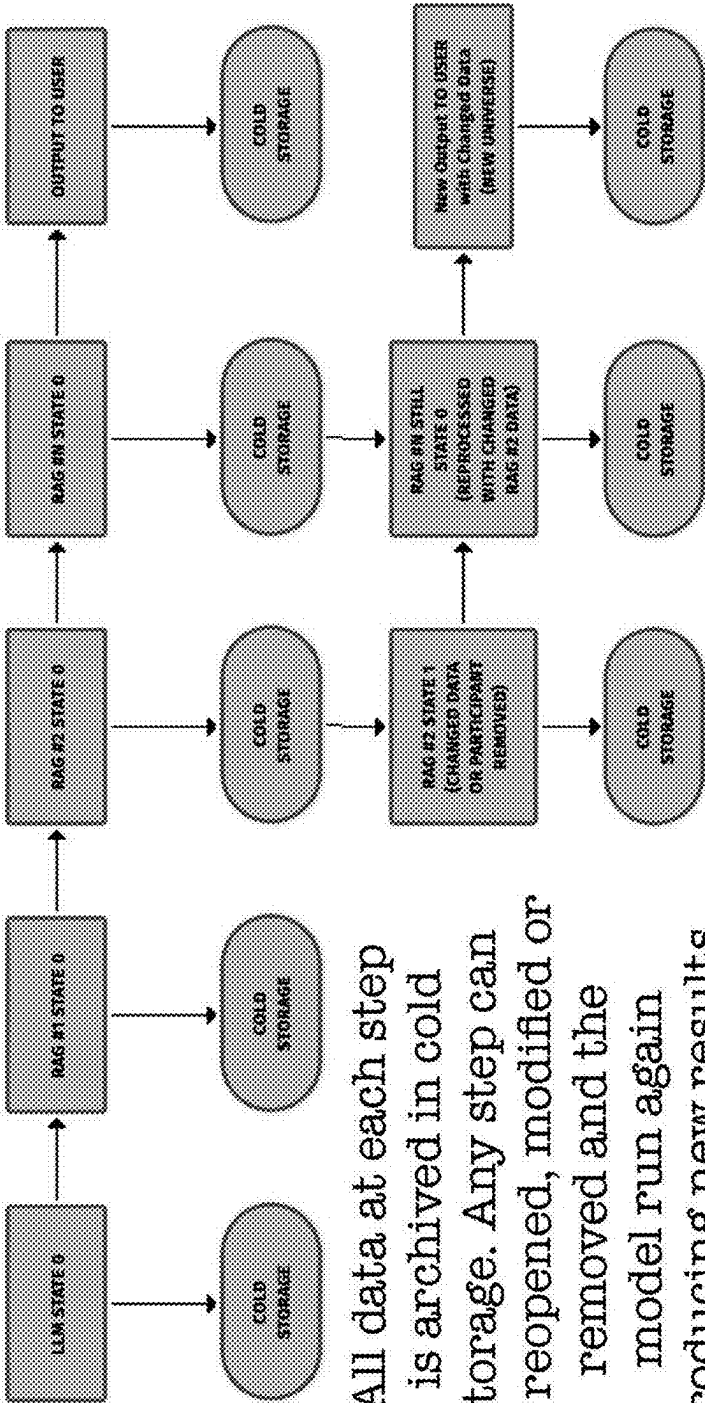 LLM STATE 0
RAG #1 STATE 0
RAG #2 STATE 0
RAG #N STATE 0
OUTPUT TO USER
COLD
STORAGE
COLD
STORAGE
COLD
STORAGE
COLD
STORAGE
COLD
STORAGE
RAG #2 STATE 1
(CHANGED DATA
OR PARTICIPANT
REMOVED)
RAG #N STILL
STATE 0
(REPROCESSED
WITH CHANGED
RAG #2 DATA)
New Output TO USER
with Changed Data
(NEW UNIVERSE)
COLD
STORAGE
COLD
STORAGE
COLD
STORAGE
All data at each step
is archived in cold
torage. Any step can
reopened, modified or
removed and the
model run again
roducing new results